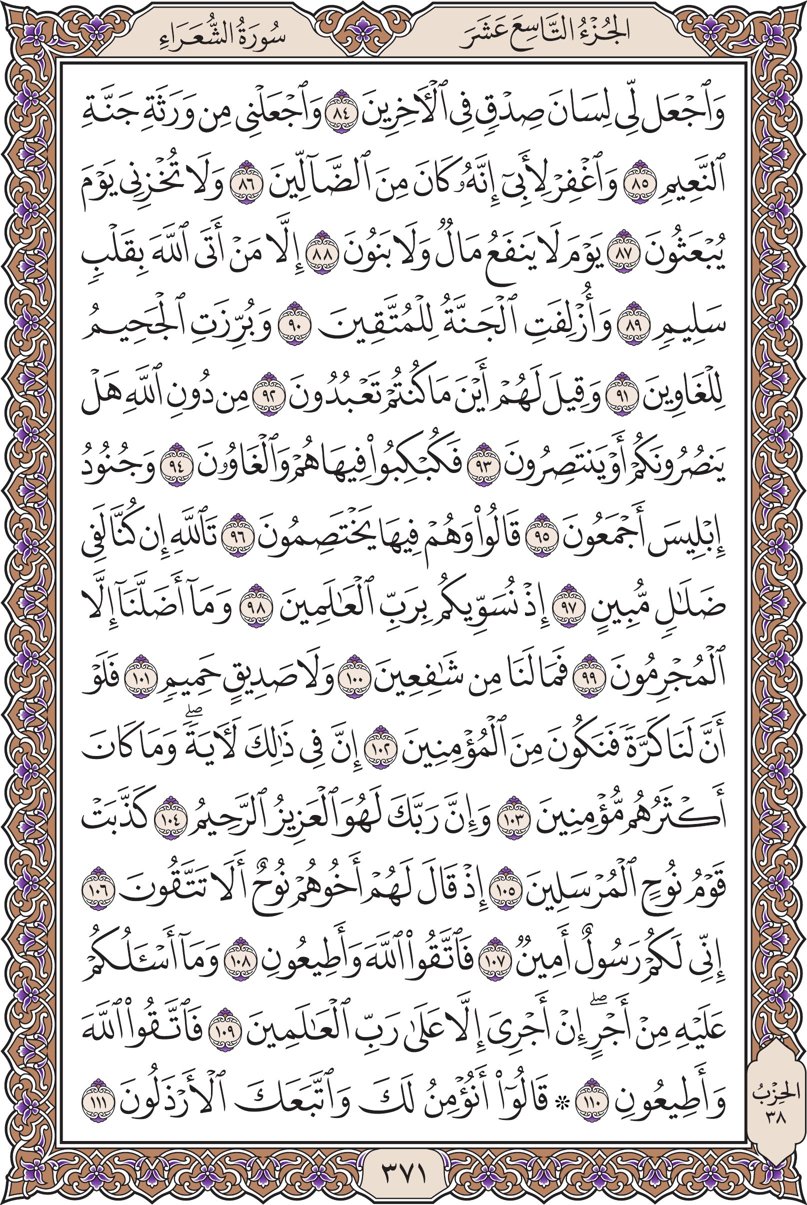 الجُزْءُ التَّاسِعَ عَشَرَ
سُورَةُ الشُّعَرَاءِ
وَٱجۡعَل لِّي لِسَانَ صِدۡقٖ فِي ٱلۡأٓخِرِينَ ٨٤ وَٱجۡعَلۡنِي مِن وَرَثَةِ جَنَّةِ
ٱلنَّعِيمِ ٨٥ وَٱغۡفِرۡ لِأَبِيٓ إِنَّهُۥ كَانَ مِنَ ٱلضَّآلِّينَ ٨٦ وَلَا تُخۡزِنِي يَوۡمَ
يُبۡعَثُونَ ٨٧ يَوۡمَ لَا يَنفَعُ مَالٞ وَلَا بَنُونَ ٨٨ إِلَّا مَنۡ أَتَى ٱللَّهَ بِقَلۡبٖ
سَلِيمٖ ٨٩ وَأُزۡلِفَتِ ٱلۡجَنَّةُ لِلۡمُتَّقِينَ ٩٠ وَبُرِّزَتِ ٱلۡجَحِيمُ
لِلۡغَاوِينَ ٩١ وَقِيلَ لَهُمۡ أَيۡنَ مَا كُنتُمۡ تَعۡبُدُونَ ٩٢ مِن دُونِ ٱللَّهِ هَلۡ
يَنصُرُونَكُمۡ أَوۡ يَنتَصِرُونَ ٩٣ فَكُبۡكِبُواْ فِيهَا هُمۡ وَٱلۡغَاوُۥنَ ٩٤ وَجُنُودُ
إِبۡلِيسَ أَجۡمَعُونَ ٩٥ قَالُواْ وَهُمۡ فِيهَا يَخۡتَصِمُونَ ٩٦ تَٱللَّهِ إِن كُنَّا لَفِي
ضَلَٰلٖ مُّبِينٍ ٩٧ إِذۡ نُسَوِّيكُم بِرَبِّ ٱلۡعَٰلَمِينَ ٩٨ وَمَآ أَضَلَّنَآ إِلَّا
ٱلۡمُجۡرِمُونَ ٩٩ فَمَا لَنَا مِن شَٰفِعِينَ ١٠٠ وَلَا صَدِيقٍ حَمِيمٖ ١٠١ فَلَوۡ
أَنَّ لَنَا كَرَّةٗ فَنَكُونَ مِنَ ٱلۡمُؤۡمِنِينَ ١٠٢ إِنَّ فِي ذَٰلِكَ لَأٓيَةٗۖ وَمَا كَانَ
أَكۡثَرُهُم مُّؤۡمِنِينَ ١٠٣ وَإِنَّ رَبَّكَ لَهُوَ ٱلۡعَزِيزُ ٱلرَّحِيمُ ١٠٤ كَذَّبَتۡ
قَوۡمُ نُوحٍ ٱلۡمُرۡسَلِينَ ١٠٥ إِذۡ قَالَ لَهُمۡ أَخُوهُمۡ نُوحٌ أَلَا تَتَّقُونَ ١٠٦
إِنِّي لَكُمۡ رَسُولٌ أَمِينٞ ١٠٧ فَٱتَّقُواْ ٱللَّهَ وَأَطِيعُونِ ١٠٨ وَمَآ أَسۡـَٔلُكُمۡ
عَلَيۡهِ مِنۡ أَجۡرٍۖ إِنۡ أَجۡرِيَ إِلَّا عَلَىٰ رَبِّ ٱلۡعَٰلَمِينَ ١٠٩ فَٱتَّقُواْ ٱللَّهَ
وَأَطِيعُونِ ١١٠ ۞ قَالُوٓاْ أَنُؤۡمِنُ لَكَ وَٱتَّبَعَكَ ٱلۡأَرۡذَلُونَ ١١١
الحِزْبُ
٣٨
٣٧١